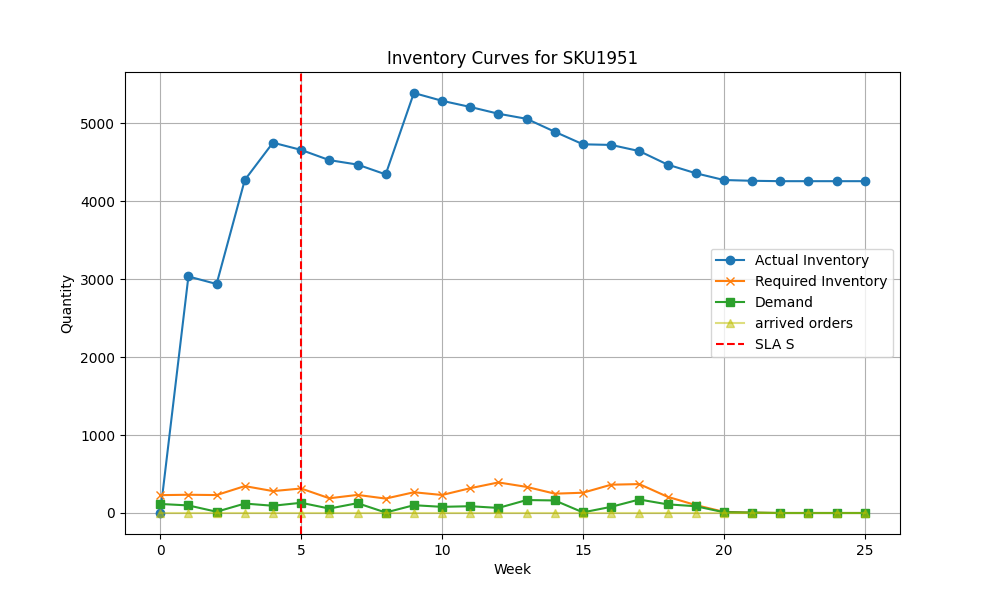 Inventory Curves for SKU1951
Quantity
5000
4000
3000
2000
1000
0
Actual Inventory
Required Inventory
Demand
arrived orders
SLA S
0 5 10 15 20 25
Week